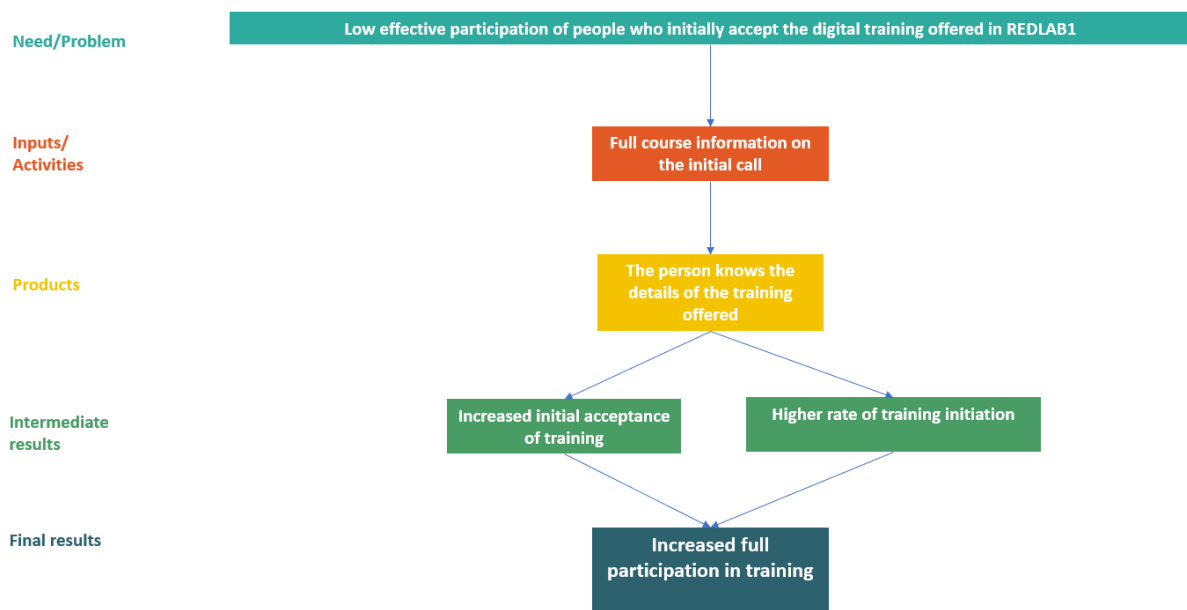 Need/Problem
Low effective participation of people who initially accept the digital training offered in REDLAB1
Inputs/
Activities
Full course information on
the initial call
Products
The person knows the
details of the training
offered
Intermediate
results
Increased initial acceptance
of training
Higher rate of training initiation
Final results
Increased full
participation in training